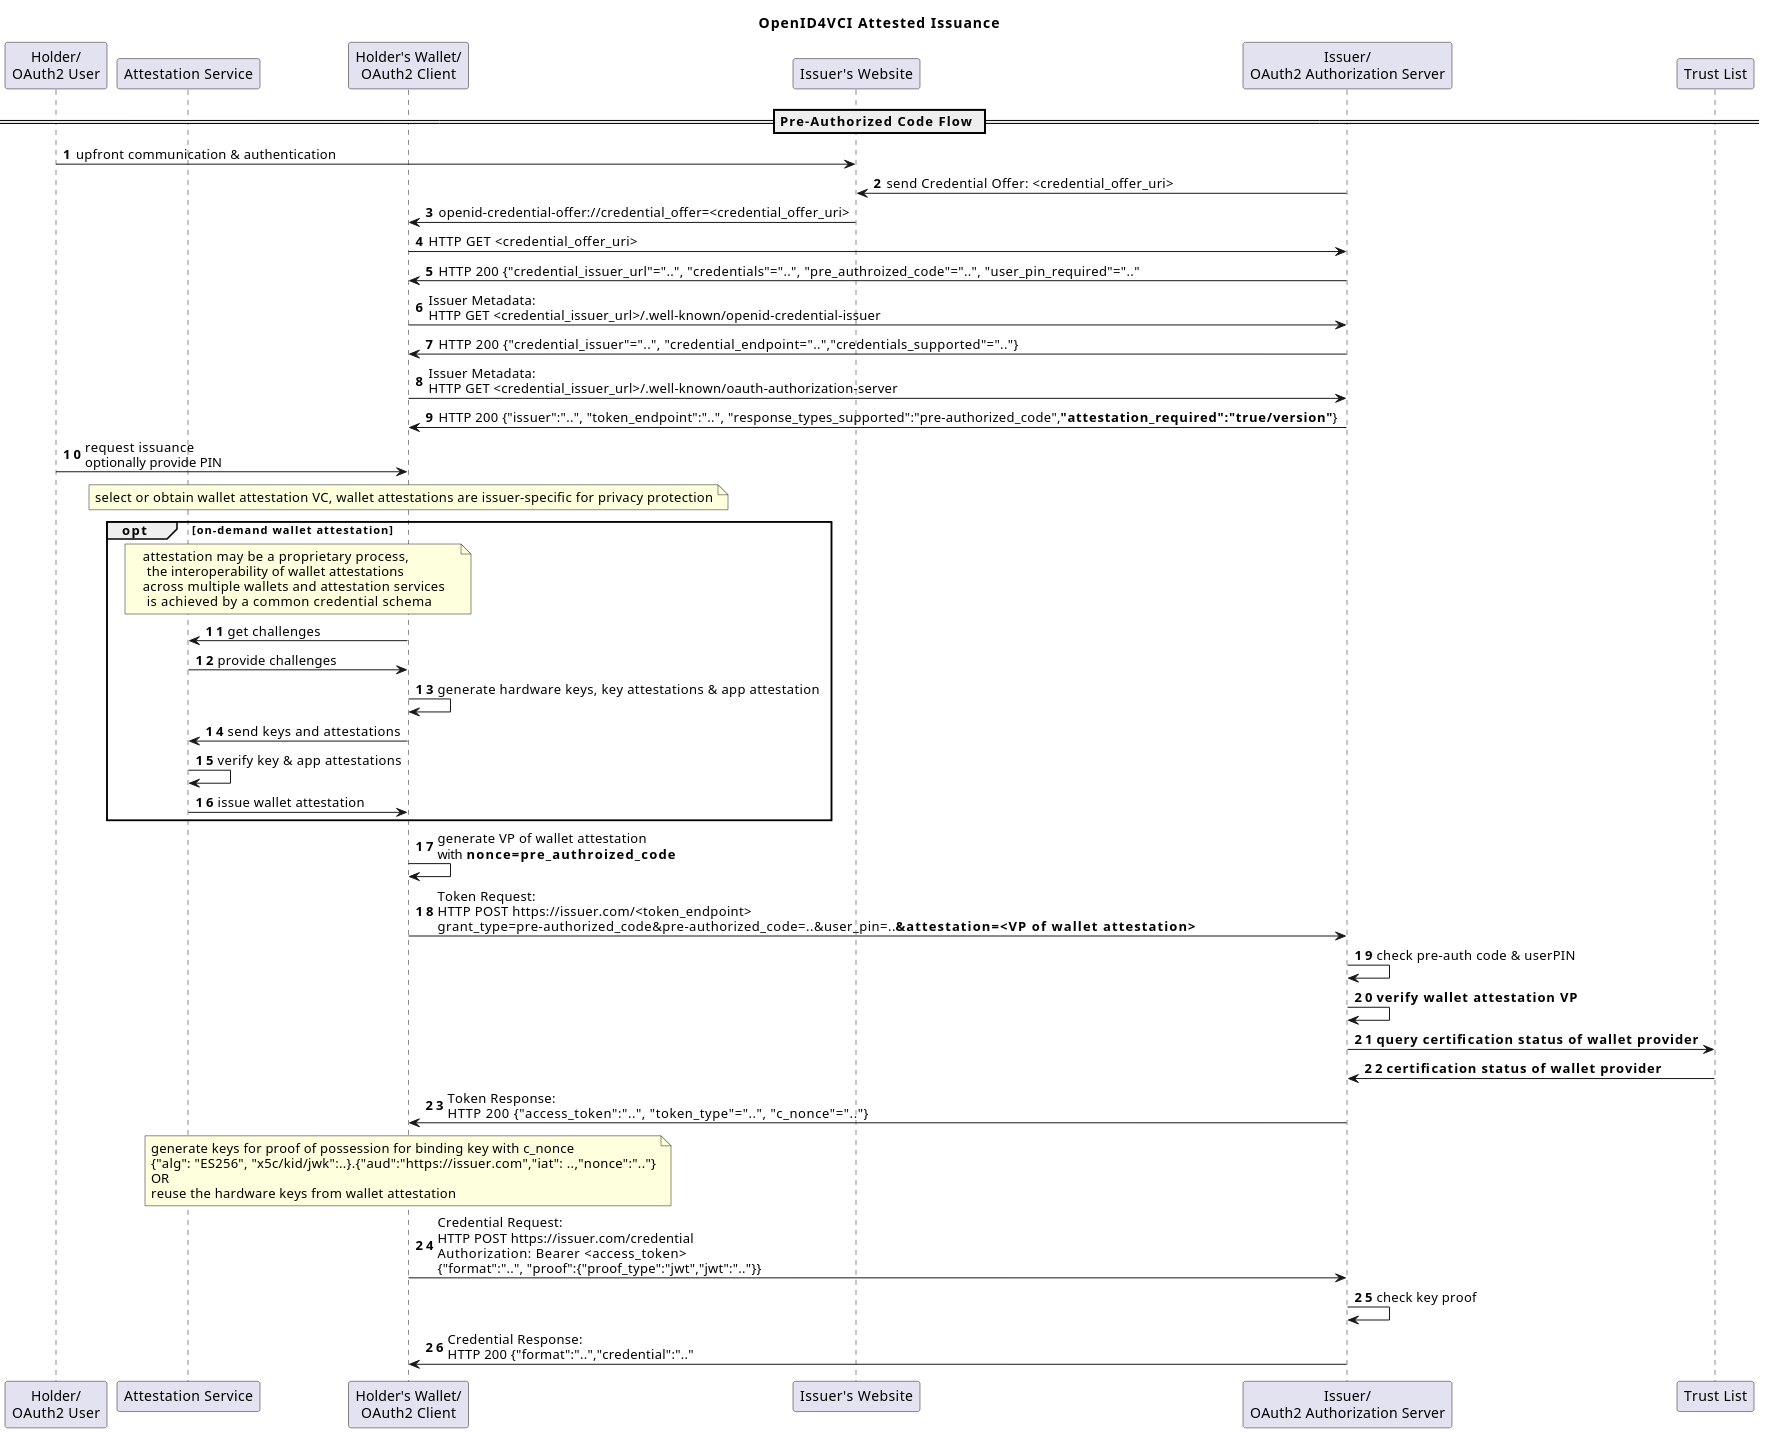 OpenID4VCI Attested Issuance
Holder/
OAuth2 User
Attestation Service
Holder's Wallet/
OAuth2 Client
Issuer's Website
Issuer/
OAuth2 Authorization Server
Trust List
Pre-Authorized Code Flow
1 upfront communication & authentication
2 send Credential Offer: <credential_offer_uri>
3 openid-credential-offer://credential_offer=<credential_offer_uri>
4 HTTP GET <credential_offer_uri>
5 HTTP 200 {"credential_issuer_url"="..", "credentials"="..", "pre_authroized_code"="..", "user_pin_required"=".."
6 Issuer Metadata:
HTTP GET <credential_issuer_url>/.well-known/openid-credential-issuer
7 HTTP 200 {"credential_issuer"="..", "credential_endpoint="..","credentials_supported"=".."}
8 Issuer Metadata:
HTTP GET <credential_issuer_url>/.well-known/oauth-authorization-server
9 HTTP 200 {"issuer":"..", "token_endpoint":"..", "response_types_supported":"pre-authorized_code","attestation_required":"true/version"}
10 request issuance
optionally provide PIN
select or obtain wallet attestation VC, wallet attestations are issuer-specific for privacy protection
opt [on-demand wallet attestation]
attestation may be a proprietary process,
the interoperability of wallet attestations
across multiple wallets and attestation services
is achieved by a common credential schema
11 get challenges
12 provide challenges
13 generate hardware keys, key attestations & app attestation
14 send keys and attestations
15 verify key & app attestations
16 issue wallet attestation
17 generate VP of wallet attestation
with nonce=pre_authroized_code
18 Token Request:
HTTP POST https://issuer.com/<token_endpoint>
grant_type=pre-authorized_code&pre-authorized_code=..&user_pin=..&attestation=<VP of wallet attestation>
19 check pre-auth code & userPIN
20 verify wallet attestation VP
21 query certification status of wallet provider
22 certification status of wallet provider
23 Token Response:
HTTP 200 {"access_token":"..", "token_type"="..", "c_nonce"=".."}
generate keys for proof of possession for binding key with c_nonce
{"alg": "ES256", "x5c/kid/jwk":..}.{"aud":"https://issuer.com","iat": ..,"nonce":".."}
OR
reuse the hardware keys from wallet attestation
24 Credential Request:
HTTP POST https://issuer.com/credential
Authorization: Bearer <access_token>
{"format":"..", "proof":{"proof_type":"jwt","jwt":".."}}
25 check key proof
26 Credential Response:
HTTP 200 {"format":"..","credential":".."
Holder/
OAuth2 User
Attestation Service
Holder's Wallet/
OAuth2 Client
Issuer's Website
Issuer/
OAuth2 Authorization Server
Trust List